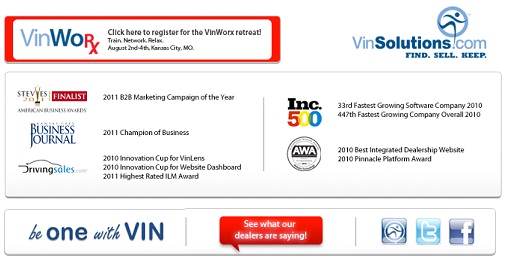 VinWoRx
Click here to register for the VinWorx retreat!
Train. Network. Relax.
August 2nd-4th, Kansas City, MO.
VinSolutions.com
FIND. SELL. KEEP.
STEVIES
2011
FINALIST
AMERICAN BUSINESS AWARDS
2011 B2B Marketing Campaign of the Year
BUSINESS
JOURNAL
2011 Champion of Business
Drivingsales.com
2010 Innovation Cup for VinLens
2010 Innovation Cup for Website Dashboard
2011 Highest Rated ILM Award
Inc.
500
33rd Fastest Growing Software Company 2010
447th Fastest Growing Company Overall 2010
AWA
2010 Best Integrated Dealership Website
2010 Pinnacle Platform Award
be one with VIN
See what our
dealers are saying!
t
f